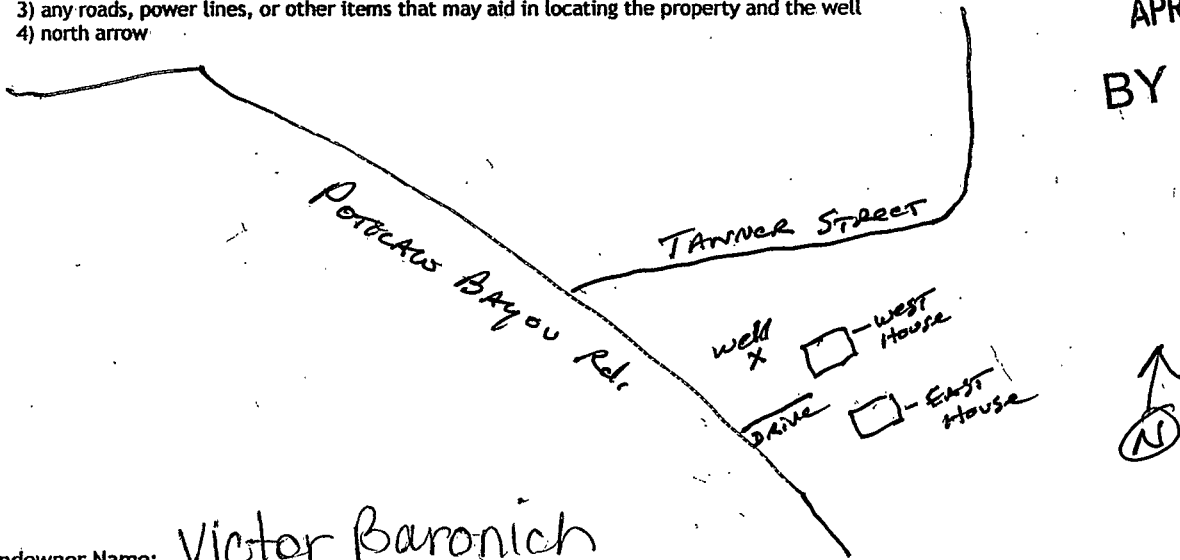 3) any roads, power lines, or other items that may aid in locating the property and the well
4) north arrow
APR
BY
POTECAW BAYOU Rd.
TANNER STREET
well
X
WEST
House
EAST
House
DRIVE
N
ndowner Name: Victor Baronich